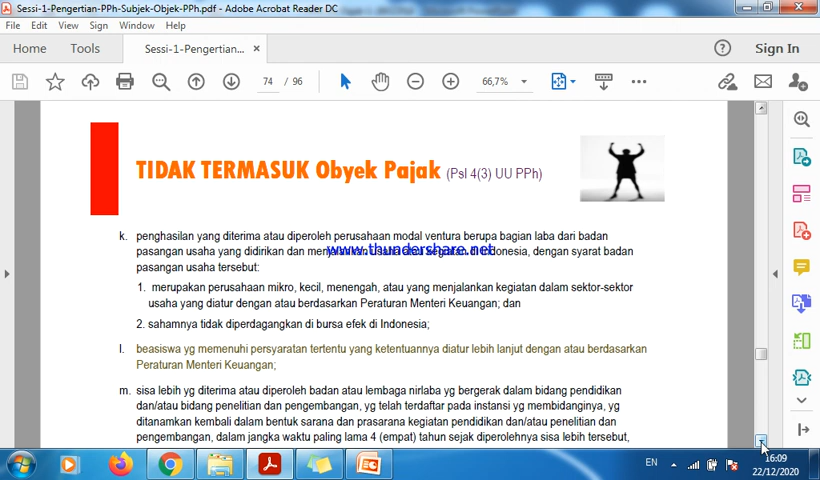 Sessi-1-Pengertian-PPh-Subjek-Objek-PPh.pdf - Adobe Acrobat Reader DC
File Edit View Sign Window Help
Home Tools Sessi-1-Pengertian... × Sign In
74 / 96 66,7%
TIDAK TERMASUK Obyek Pajak (Psl 4(3) UU PPh)
k. penghasilan yang diterima atau diperoleh perusahaan modal ventura berupa bagian laba dari badan
pasangan usaha yang didirikan dan menjalankan usaha atau kegiatan di Indonesia, dengan syarat badan
www.thundershare.net
pasangan usaha tersebut:
1. merupakan perusahaan mikro, kecil, menengah, atau yang menjalankan kegiatan dalam sektor-sektor
usaha yang diatur dengan atau berdasarkan Peraturan Menteri Keuangan; dan
2. sahamnya tidak diperdagangkan di bursa efek di Indonesia;
l. beasiswa yg memenuhi persyaratan tertentu yang ketentuannya diatur lebih lanjut dengan atau berdasarkan
Peraturan Menteri Keuangan;
m. sisa lebih yg diterima atau diperoleh badan atau lembaga nirlaba yg bergerak dalam bidang pendidikan
dan/atau bidang penelitian dan pengembangan, yg telah terdaftar pada instansi yg membidanginya, yg
ditanamkan kembali dalam bentuk sarana dan prasarana kegiatan pendidikan dan/atau penelitian dan
pengembangan, dalam jangka waktu paling lama 4 (empat) tahun sejak diperolehnya sisa lebih tersebut,
EN 16:09
22/12/2020